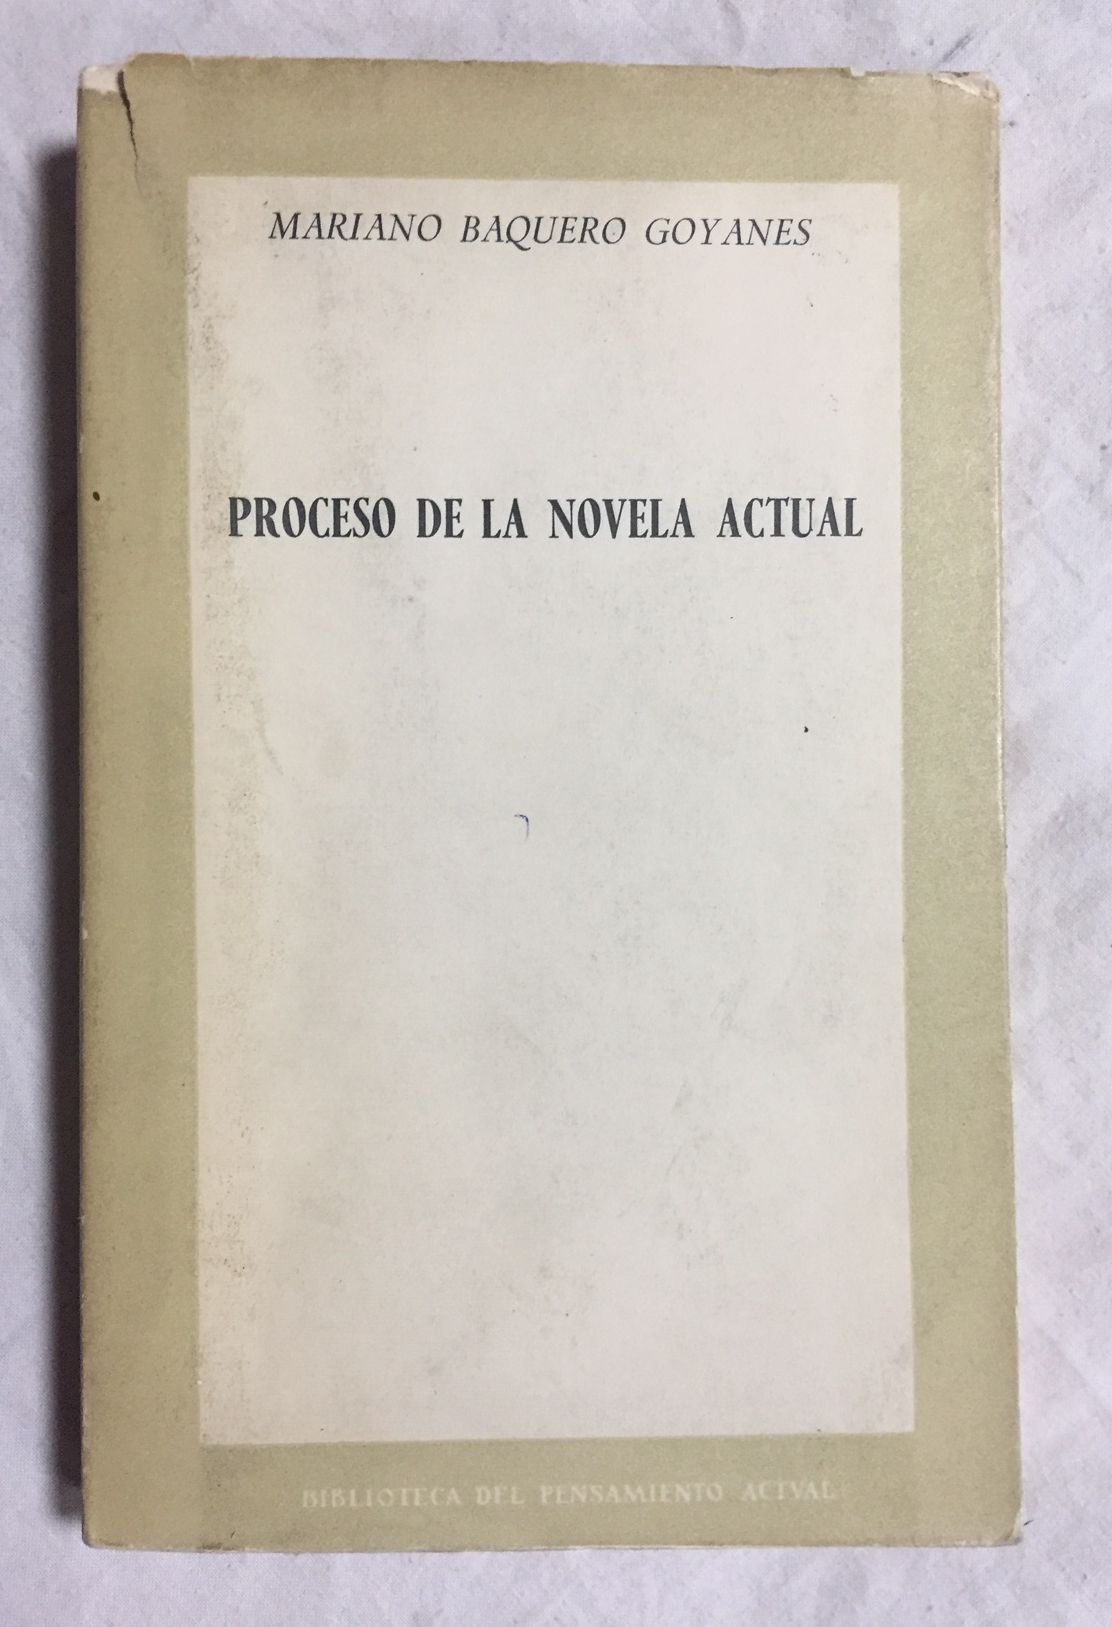 MARIANO BAQUERO GOYANES
PROCESO DE LA NOVELA ACTUAL
BIBLIOTECA DEL PENSAMIENTO ACTVAL